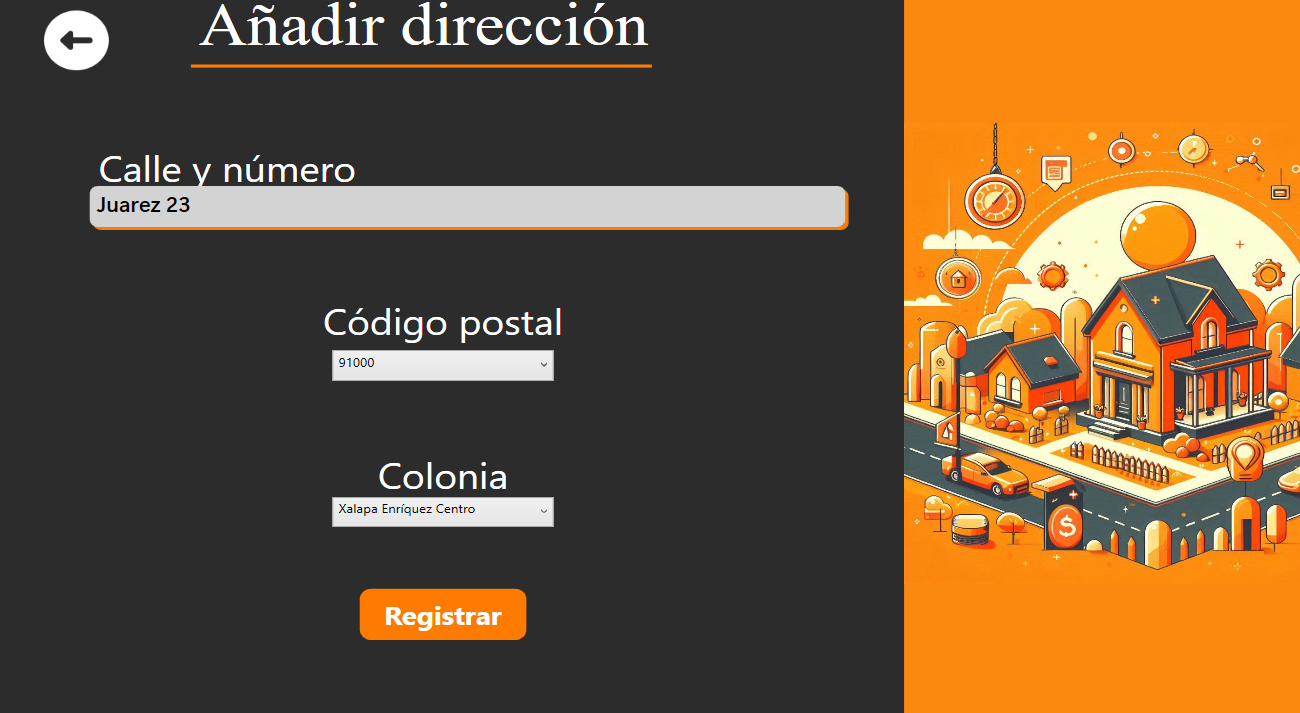 Añadir dirección
Calle y número
Juarez 23
Código postal
91000
Colonia
Xalapa Enríquez Centro
Registrar
$